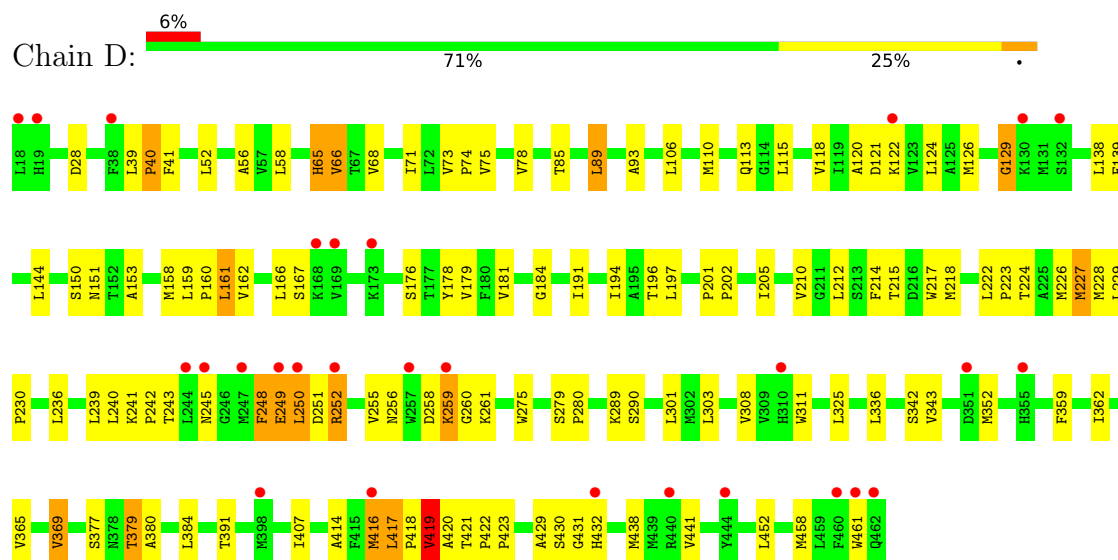 6%
Chain D:
71% 25% •
L18 H19 D28 F38 L39 P40 F41 L52 A56 V57 L58 H65 V66 T67 V68 I71 L72 V73 P74 V75 V78 T85 L89 A93 L106 M110 Q113 G114 L115 V118 I119 A120 D121 K122 V123 L124 A125 M126 G129 K130 M131 S132 L138 E139
L144 S150 N151 T152 A153 M158 L159 P160 L161 V162 L166 S167 K168 V169 K173 S176 T177 Y178 V179 F180 V181 G184 I191 I194 A195 T196 L197 P201 P202 I205 V210 G211 L212 S213 F214 T215 D216 W217 M218 L222 P223 T224 A225 M226 M227 M228 L229
P230 L236 L239 L240 K241 P242 T243 L244 N245 G246 M247 F248 E249 L250 D251 R252 V255 N256 W257 D258 K259 G260 K261 W275 S279 P280 K289 S290 L301 M302 L303 V308 V309 H310 W311 L325 L336 S342 V343 D351 M352 H355 F359 I362
V365 V369 S377 N378 T379 A380 L384 T391 M398 I407 A414 F415 M416 L417 P418 V419 A420 T421 P422 P423 A429 S430 G431 H432 M438 M439 R440 V441 Y444 L452 M458 L459 F460 W461 Q462